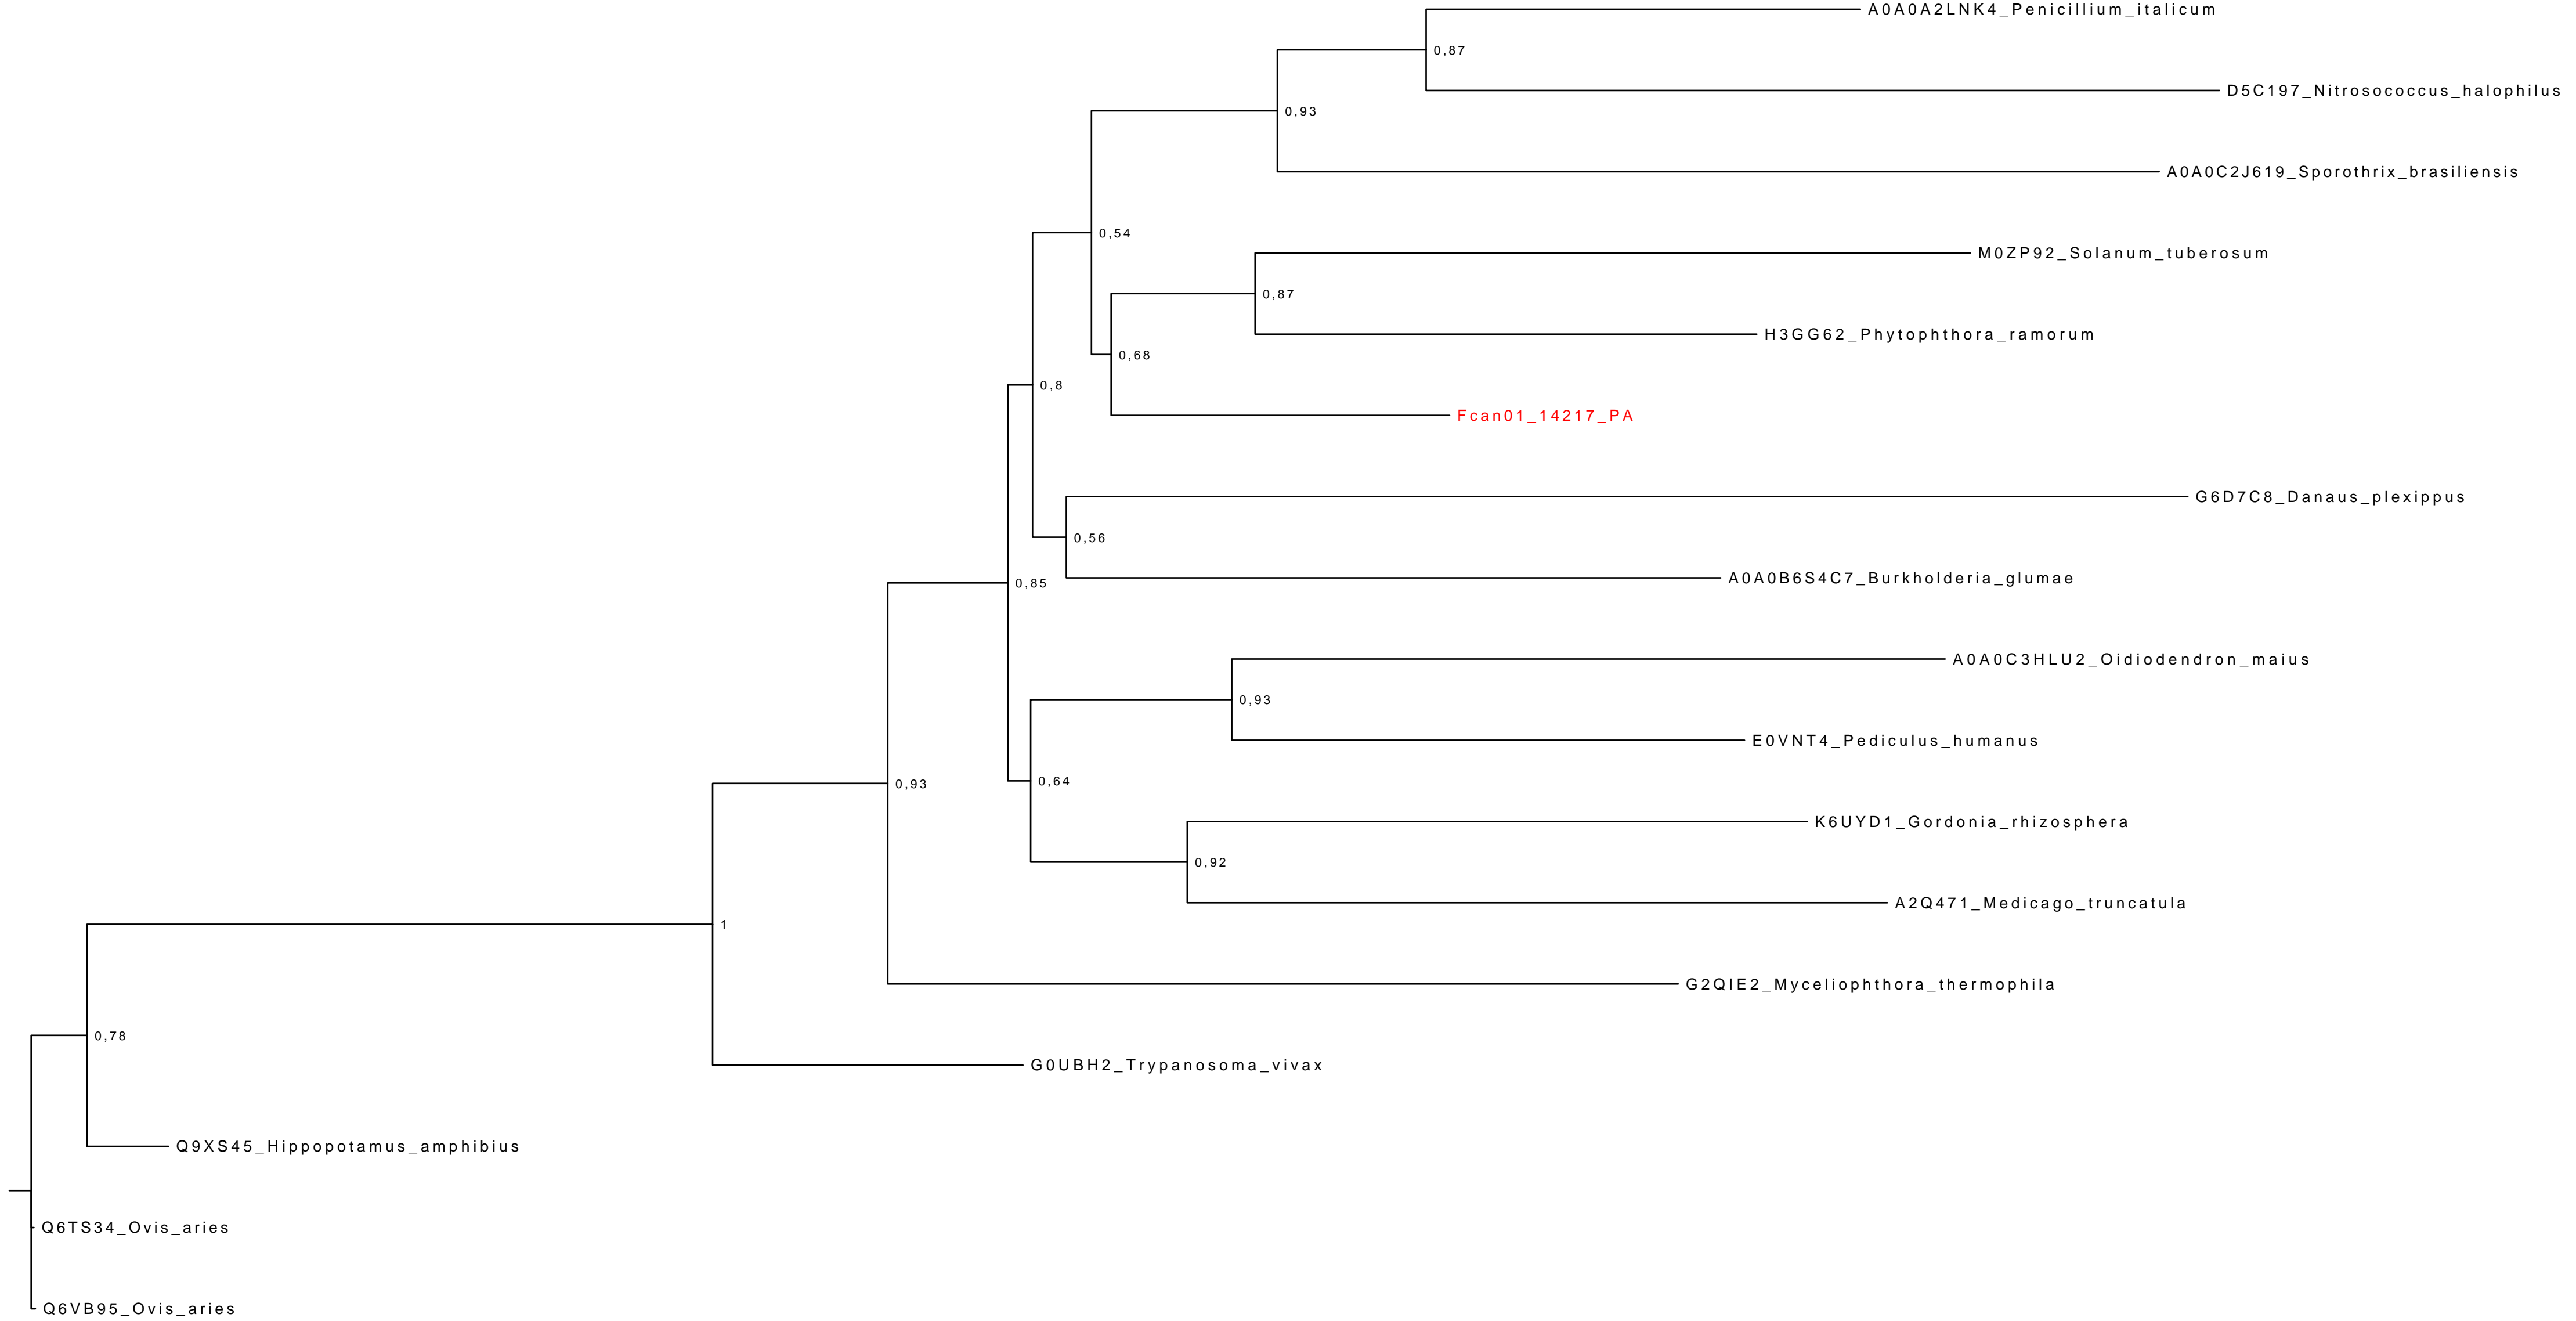 A0A0A2LNK4_Penicillium_italicum
0,87
D5C197_Nitrosococcus_halophilus
0,93
A0A0C2J619_Sporothrix_brasiliensis
0,54
M0ZP92_Solanum_tuberosum
0,87
H3GG62_Phytophthora_ramorum
0,68
0,8
Fcan01_14217_PA
G6D7C8_Danaus_plexippus
0,56
A0A0B6S4C7_Burkholderia_glumae
0,85
A0A0C3HLU2_Oidiodendron_maius
0,93
E0VNT4_Pediculus_humanus
0,64
0,93
K6UYD1_Gordonia_rhizosphera
0,92
A2Q471_Medicago_truncatula
1
G2QIE2_Myceliophthora_thermophila
0,78
G0UBH2_Trypanosoma_vivax
Q9XS45_Hippopotamus_amphibius
Q6TS34_Ovis_aries
Q6VB95_Ovis_aries